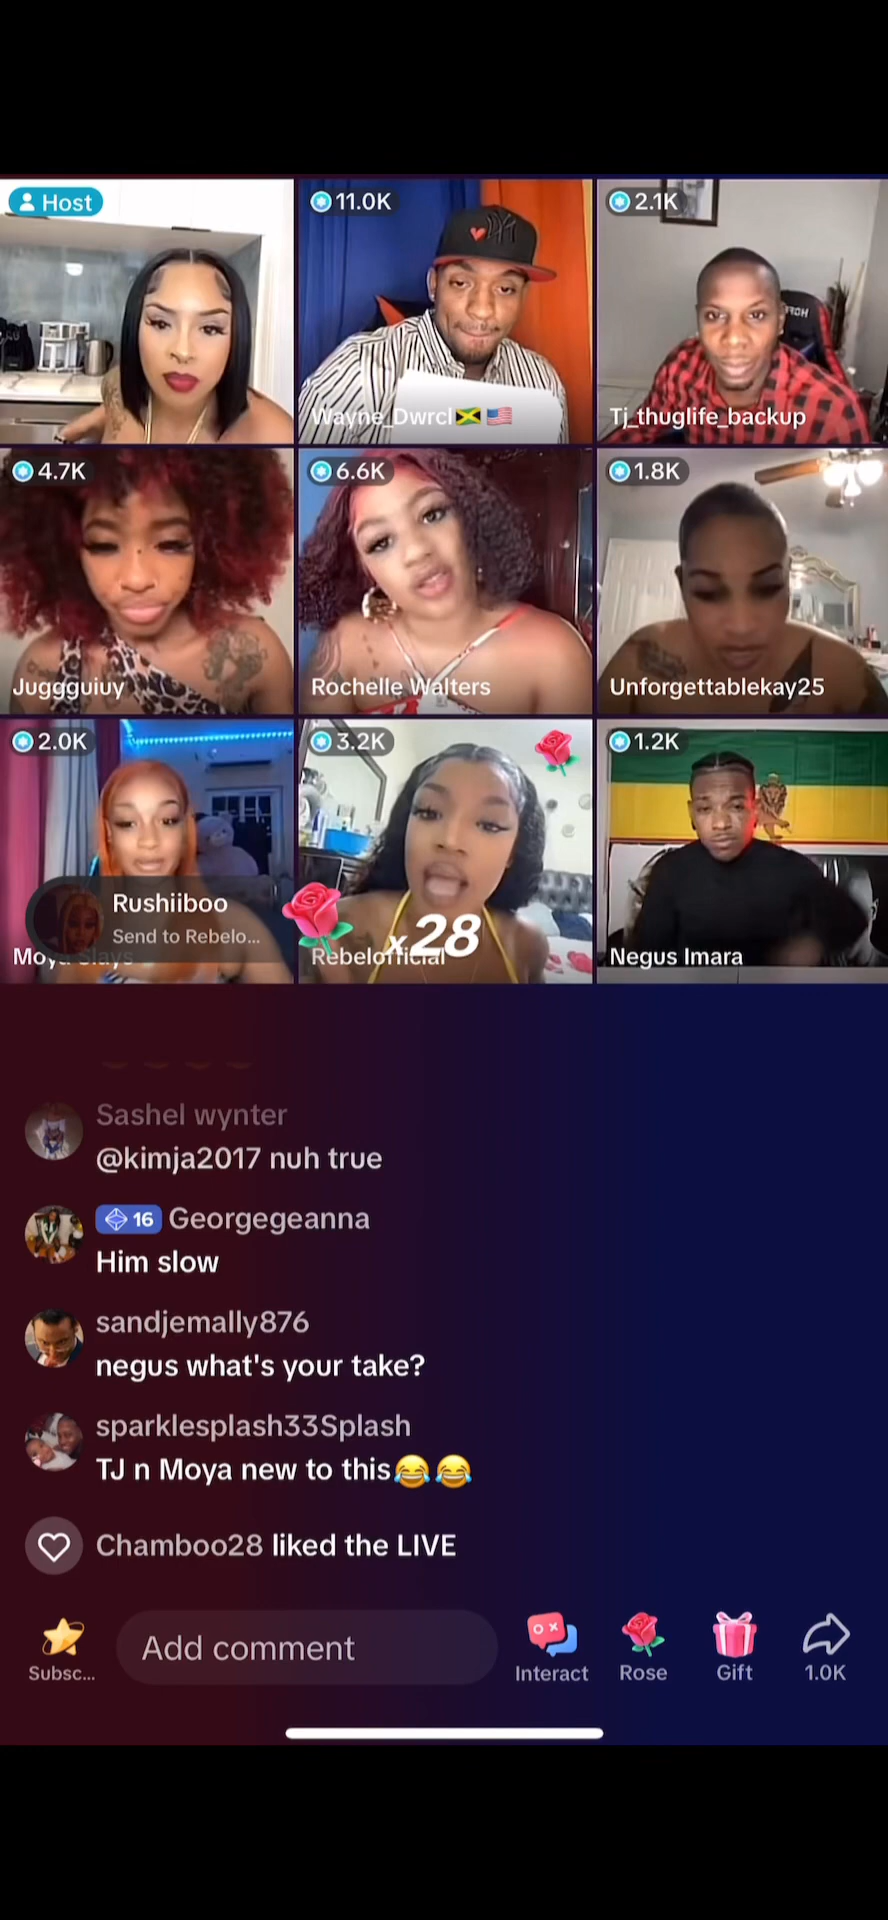 Host
11.0K
2.1K
Wayne_Dwrcl🇯🇲🇺🇸
Tj_thuglife_backup
4.7K
6.6K
1.8K
Juggguiuy
Rochelle Walters
Unforgettablekay25
2.0K
3.2K
1.2K
Rushiiboo
Send to Rebelo...
x28
Moya Slays
Rebelofficial
Negus Imara
Sashel wynter
@kimja2017 nuh true
16 Georgegeanna
Him slow
sandjemally876
negus what's your take?
sparklesplash33Splash
TJ n Moya new to this😂😂
Chamboo28 liked the LIVE
Add comment
Subsc...
Interact
Rose
Gift
1.0K